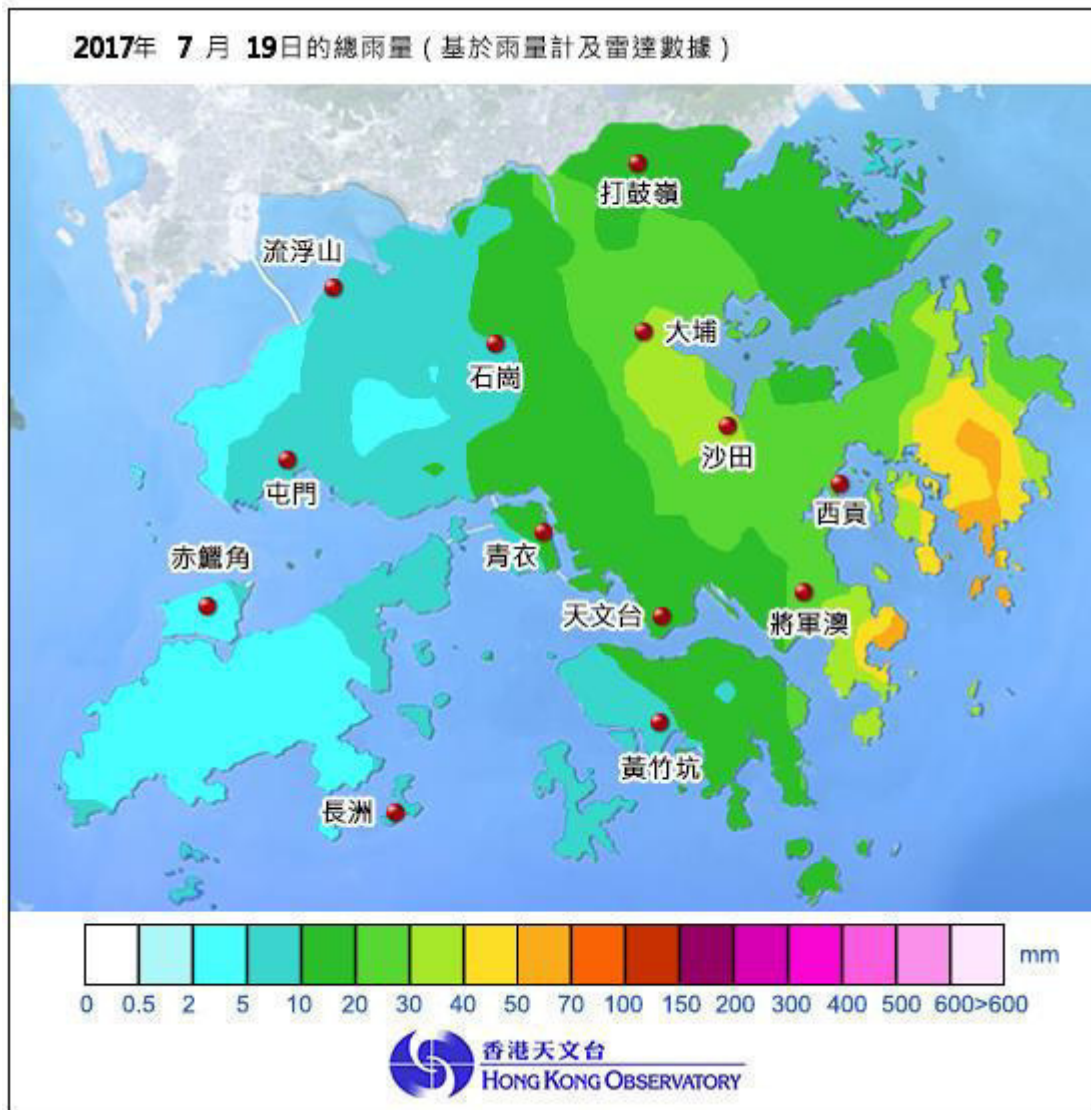 2017年 7 月 19日的總雨量 ( 基於雨量計及雷達數據 )
打鼓嶺
流浮山
大埔
石崗
沙田
屯門
西貢
青衣
赤鱲角
天文台
將軍澳
黃竹坑
長洲
mm
0 0.5 2 5 10 20 30 40 50 70 100 150 200 300 400 500 600>600
香港天文台
HONG KONG OBSERVATORY